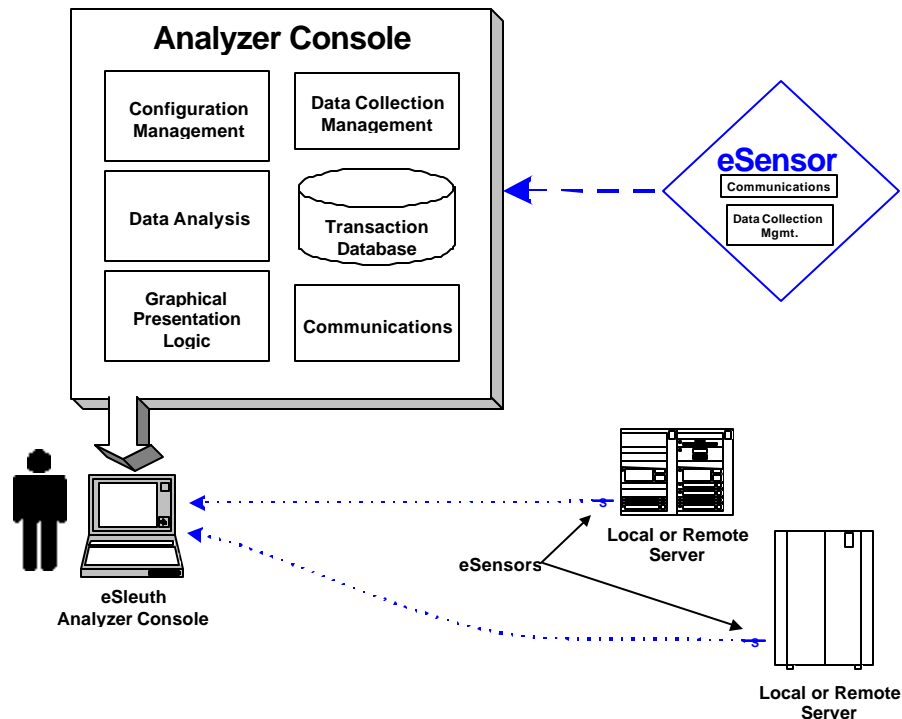 Analyzer Console
Configuration
Management
Data Collection
Management
Data Analysis
Transaction
Database
Graphical
Presentation
Logic
Communications
eSensor
Communications
Data Collection
Mgmt.
s
Local or Remote
Server
eSensors
s
eSleuth
Analyzer Console
Local or Remote
Server